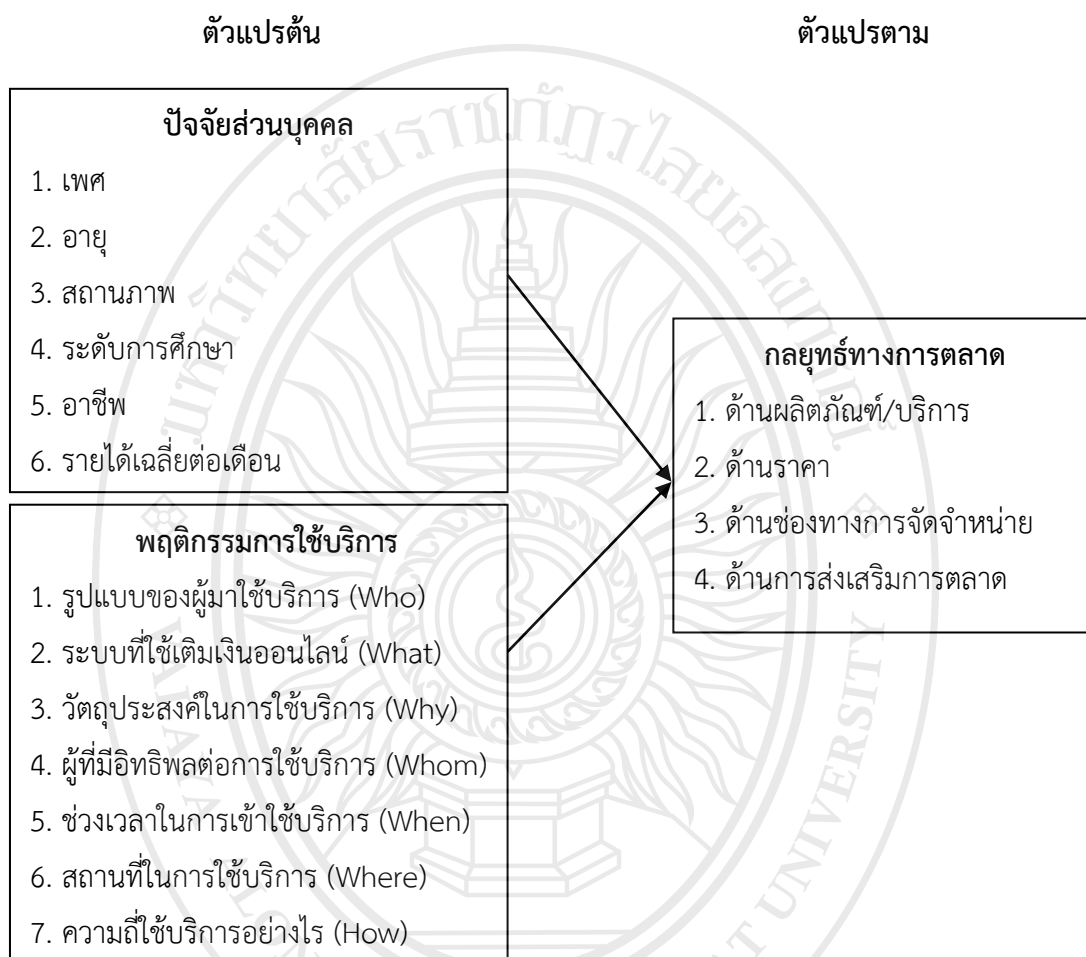 ตัวแปรต้น
ตัวแปรตาม
ปัจจัยส่วนบุคคล
1. เพศ
2. อายุ
3. สถานภาพ
4. ระดับการศึกษา
5. อาชีพ
6. รายได้เฉลี่ยต่อเดือน
พฤติกรรมการใช้บริการ
1. รูปแบบของผู้มาใช้บริการ (Who)
2. ระบบที่ใช้เติมเงินออนไลน์ (What)
3. วัตถุประสงค์ในการใช้บริการ (Why)
4. ผู้ที่มีอิทธิพลต่อการใช้บริการ (Whom)
5. ช่วงเวลาในการเข้าใช้บริการ (When)
6. สถานที่ในการใช้บริการ (Where)
7. ความถี่ใช้บริการอย่างไร (How)
กลยุทธ์ทางการตลาด
1. ด้านผลิตภัณฑ์/บริการ
2. ด้านราคา
3. ด้านช่องทางการจัดจำหน่าย
4. ด้านการส่งเสริมการตลาด
UNIVERSITY